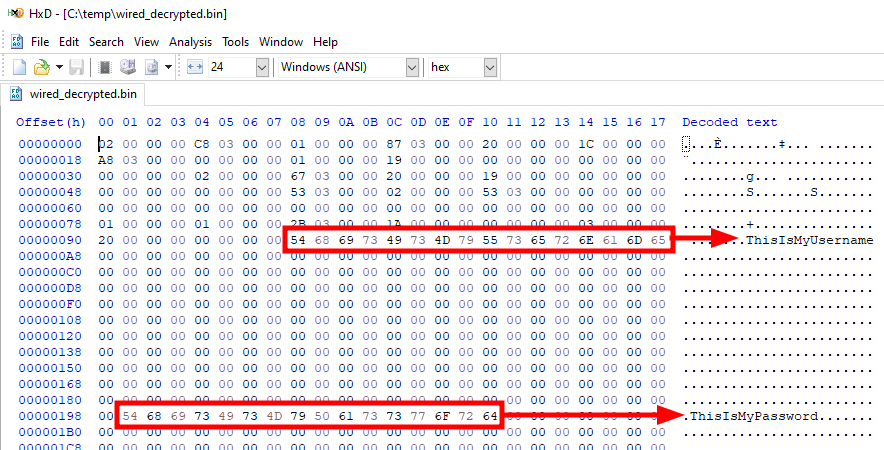 HxD - [C:\temp\wired_decrypted.bin]
File Edit Search View Analysis Tools Window Help
24 Windows (ANSI) hex
wired_decrypted.bin
Offset(h) 00 01 02 03 04 05 06 07 08 09 0A 0B 0C 0D 0E 0F 10 11 12 13 14 15 16 17 Decoded text
00000000 02 00 00 00 C8 03 00 00 01 00 00 00 87 03 00 00 20 00 00 00 1C 00 00 00 ....È.......‡... .......
00000018 A8 03 00 00 00 00 00 00 01 00 00 00 19 00 00 00 00 00 00 00 00 00 00 00 ¨.......................
00000030 00 00 00 00 02 00 00 00 67 03 00 00 20 00 00 00 19 00 00 00 00 00 00 00 ........g... ...........
00000048 00 00 00 00 00 00 00 00 53 03 00 00 02 00 00 00 53 03 00 00 00 00 00 00 ........S.......S.......
00000060 00 00 00 00 00 00 00 00 00 00 00 00 00 00 00 00 00 00 00 00 00 00 00 00 ........................
00000078 01 00 00 00 01 00 00 00 2B 03 00 00 1A 00 00 00 00 00 00 00 03 00 00 00 ........+...............
00000090 20 00 00 00 00 00 00 00 54 68 69 73 49 73 4D 79 55 73 65 72 6E 61 6D 65 .......ThisIsMyUsername
000000A8 00 00 00 00 00 00 00 00 00 00 00 00 00 00 00 00 00 00 00 00 00 00 00 00 ........................
000000C0 00 00 00 00 00 00 00 00 00 00 00 00 00 00 00 00 00 00 00 00 00 00 00 00 ........................
000000D8 00 00 00 00 00 00 00 00 00 00 00 00 00 00 00 00 00 00 00 00 00 00 00 00 ........................
000000F0 00 00 00 00 00 00 00 00 00 00 00 00 00 00 00 00 00 00 00 00 00 00 00 00 ........................
00000108 00 00 00 00 00 00 00 00 00 00 00 00 00 00 00 00 00 00 00 00 00 00 00 00 ........................
00000120 00 00 00 00 00 00 00 00 00 00 00 00 00 00 00 00 00 00 00 00 00 00 00 00 ........................
00000138 00 00 00 00 00 00 00 00 00 00 00 00 00 00 00 00 00 00 00 00 00 00 00 00 ........................
00000150 00 00 00 00 00 00 00 00 00 00 00 00 00 00 00 00 00 00 00 00 00 00 00 00 ........................
00000168 00 00 00 00 00 00 00 00 00 00 00 00 00 00 00 00 00 00 00 00 00 00 00 00 ........................
00000180 00 00 00 00 00 00 00 00 00 00 00 00 00 00 00 00 00 00 00 00 00 00 00 00 ........................
00000198 00 54 68 69 73 49 73 4D 79 50 61 73 73 77 6F 72 64 .ThisIsMyPassword.......
000001B0 00 00 00 00 00 00 00 00 00 00 00 00 00 00 00 00 00 00 00 00 00 00 00 00 ........................